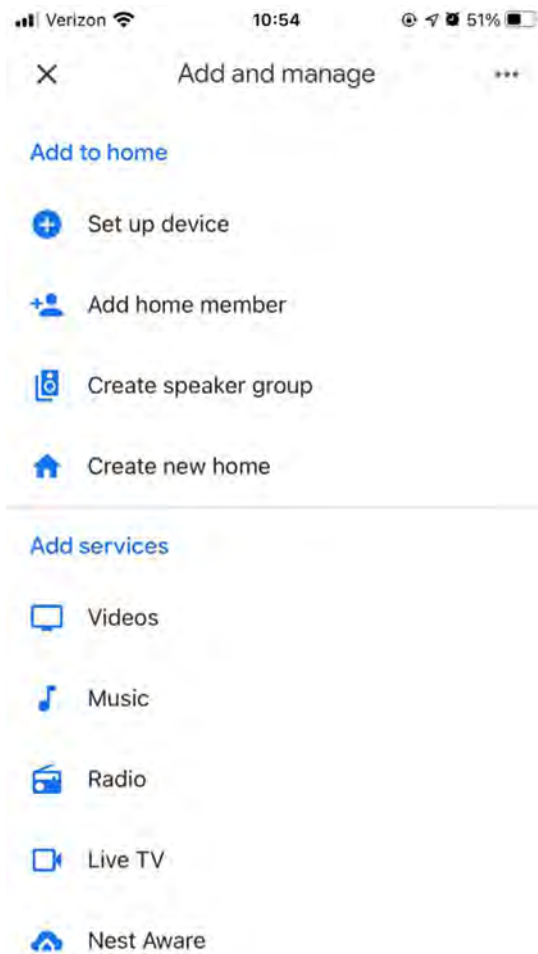 Verizon 10:54 51%
Add and manage
Add to home
Set up device
Add home member
Create speaker group
Create new home
Add services
Videos
Music
Radio
Live TV
Nest Aware